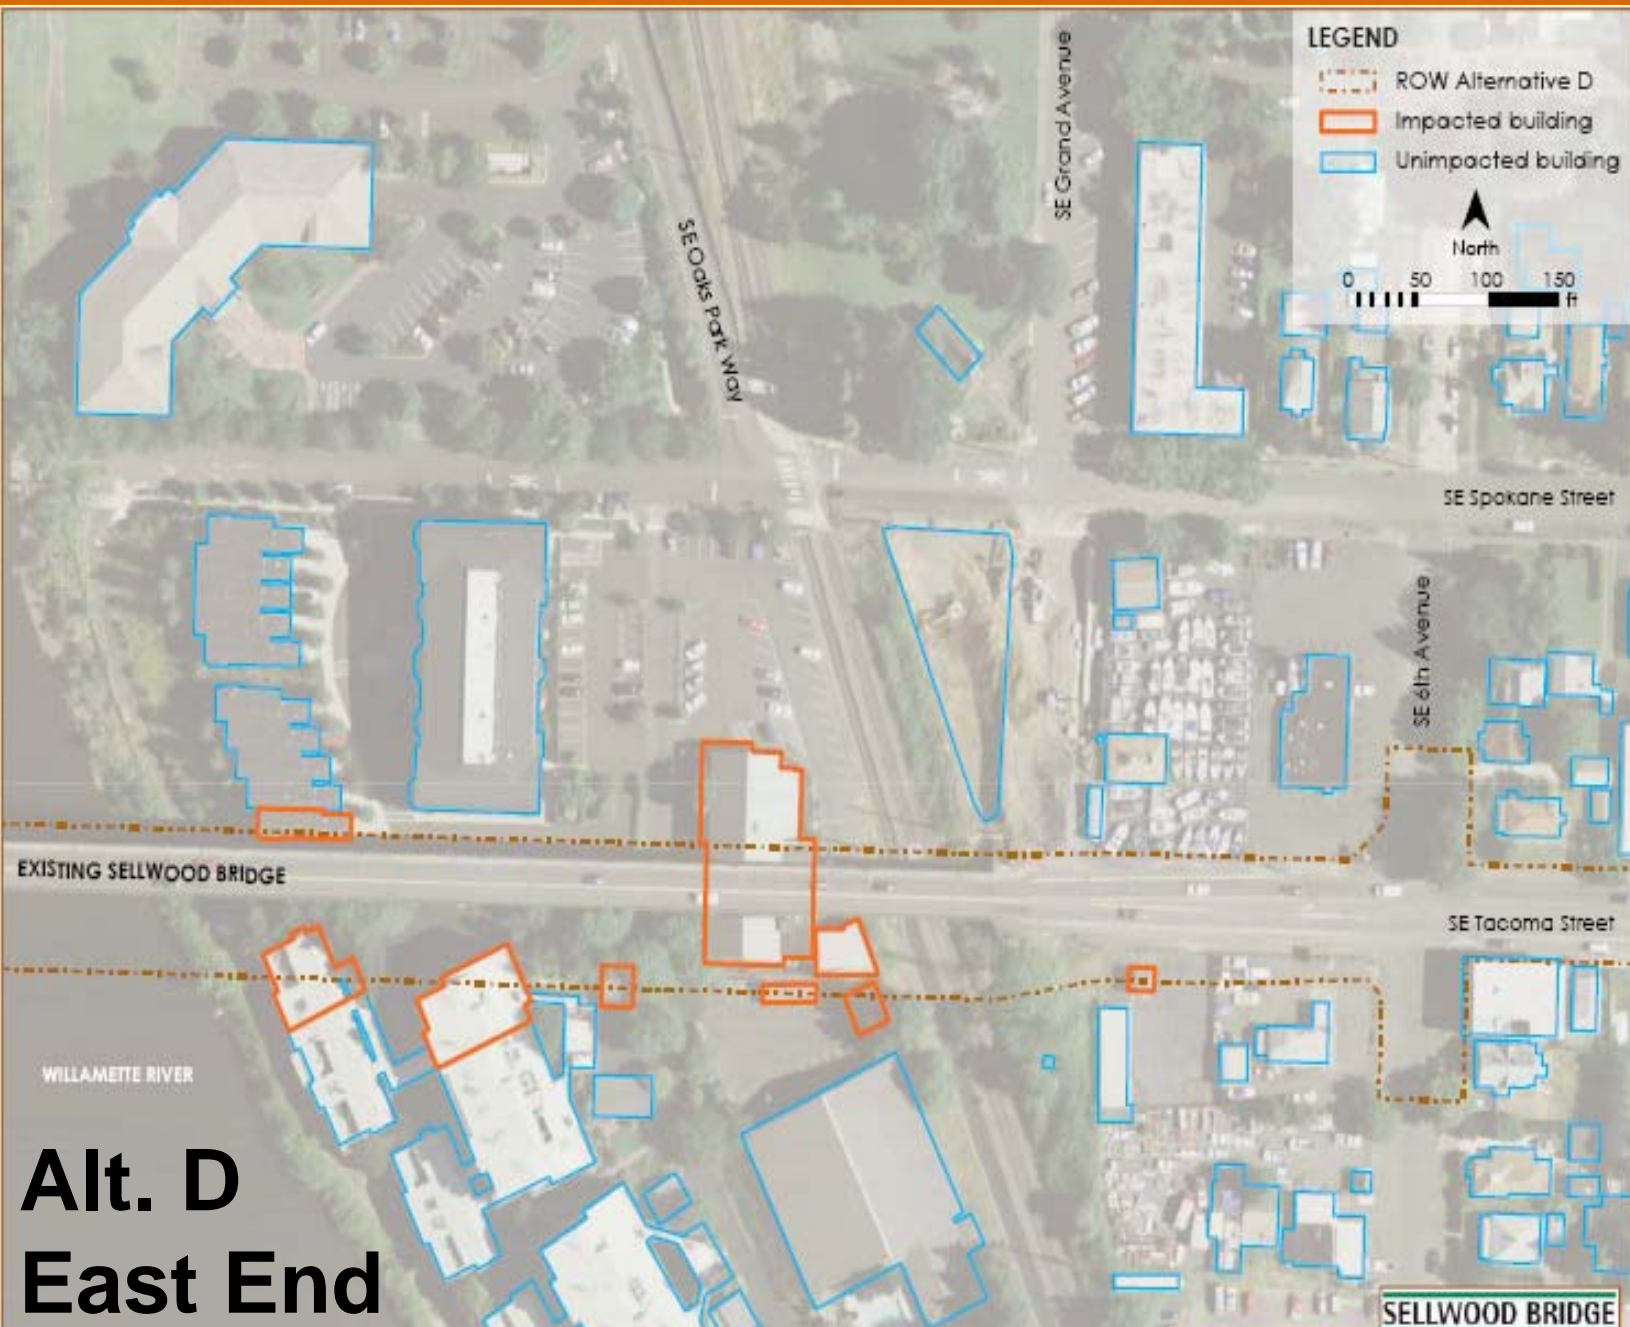 LEGEND
ROW Alternative D
Impacted building
Unimpacted building
North
0 50 100 150
ft
SE Grand Avenue
SE Oaks Park Way
SE Spokane Street
SE 6th Avenue
EXISTING SELLWOOD BRIDGE
SE Tacoma Street
WILLAMETTE RIVER
Alt. D
East End
SELLWOOD BRIDGE